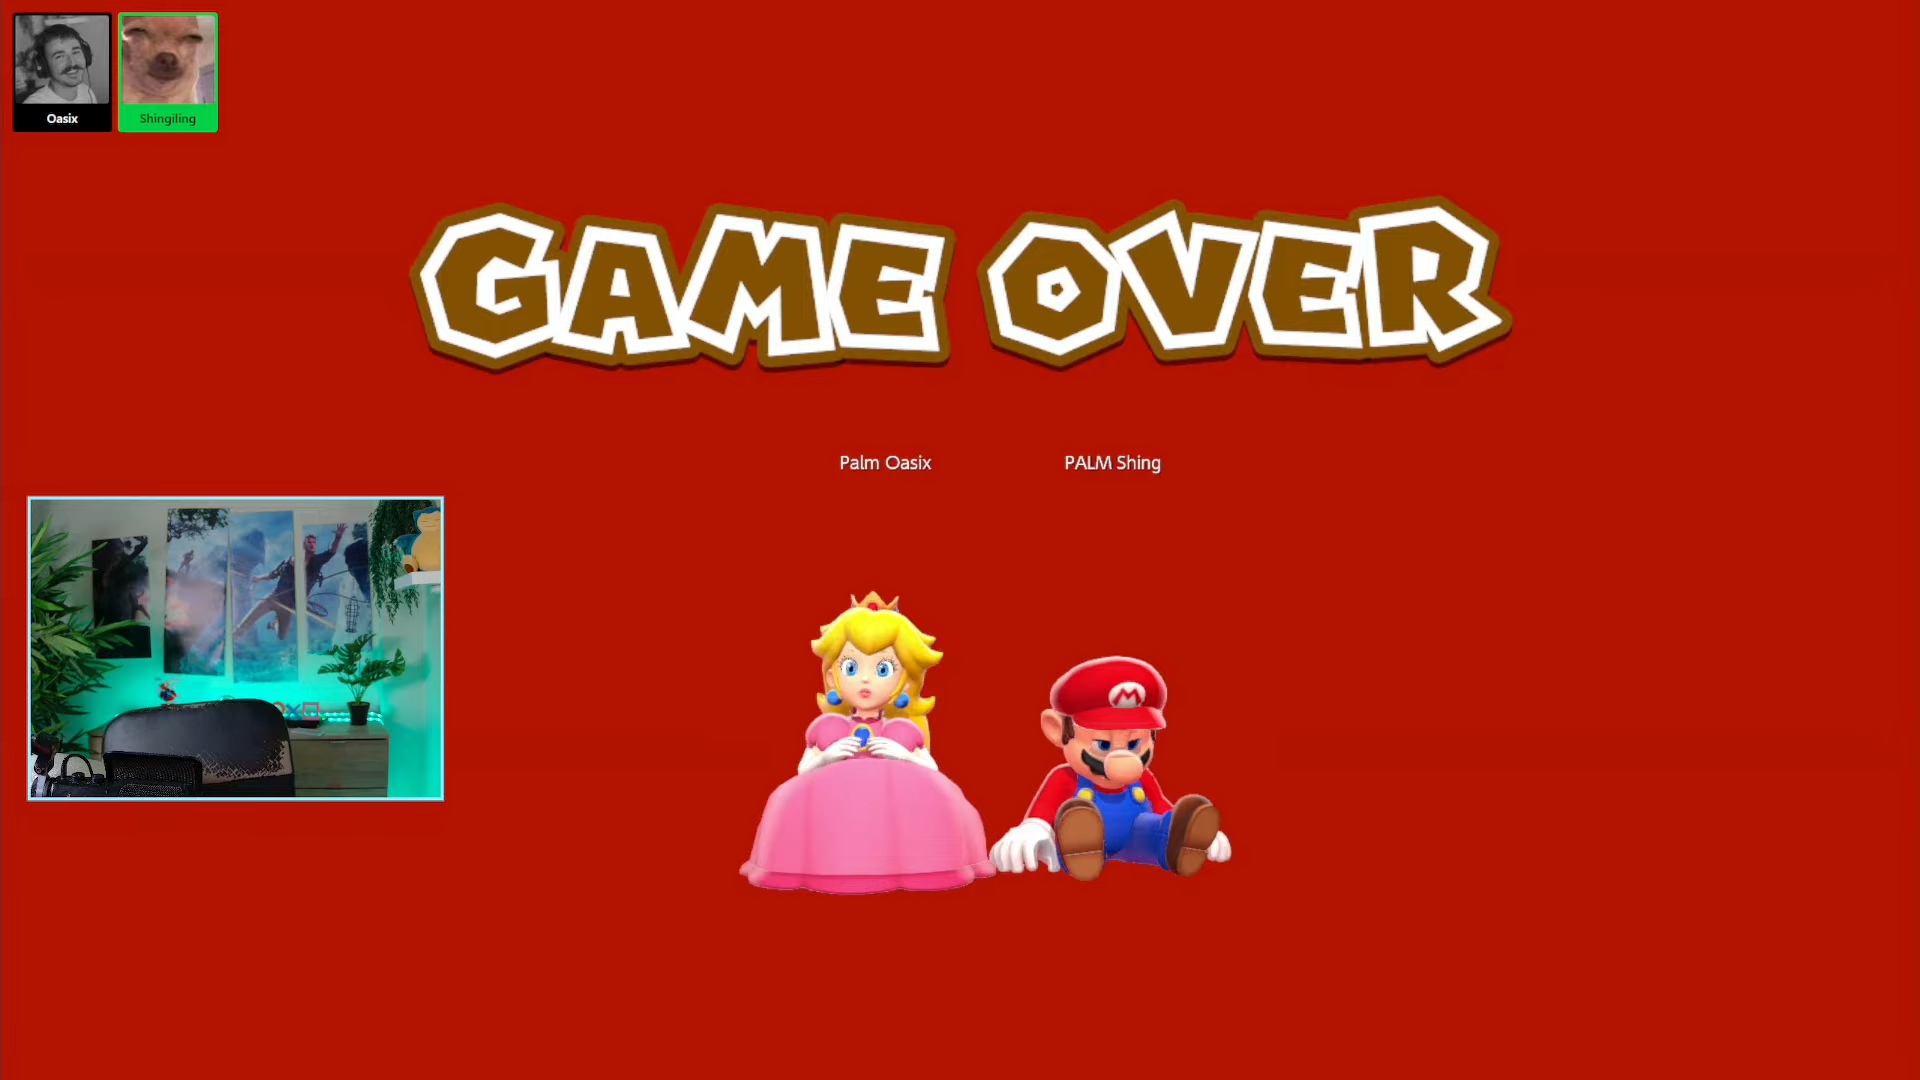 Oasix
Shingiling
GAME OVER
Palm Oasix
PALM Shing
M